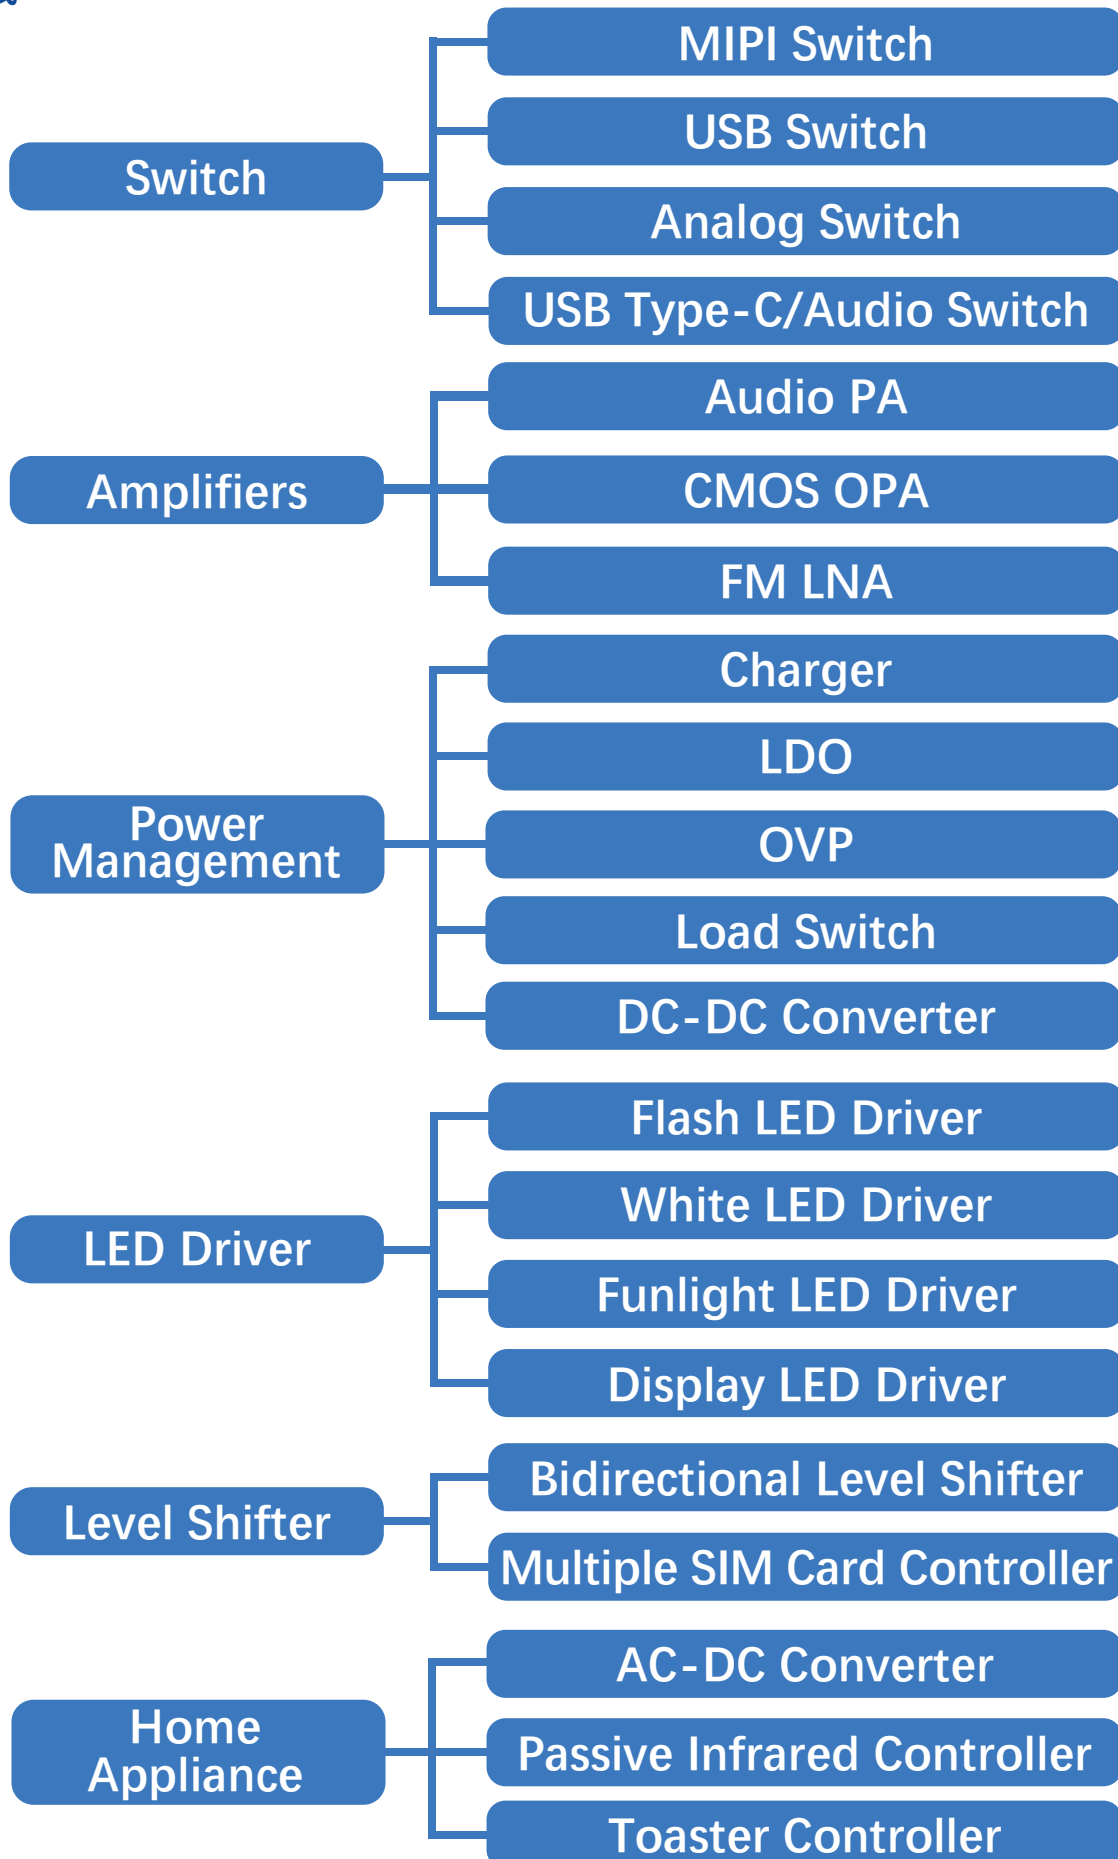 Switch
MIPI Switch
USB Switch
Analog Switch
USB Type-C/Audio Switch
Amplifiers
Audio PA
CMOS OPA
FM LNA
Power
Management
Charger
LDO
OVP
Load Switch
DC-DC Converter
LED Driver
Flash LED Driver
White LED Driver
Funlight LED Driver
Display LED Driver
Level Shifter
Bidirectional Level Shifter
Multiple SIM Card Controller
Home
Appliance
AC-DC Converter
Passive Infrared Controller
Toaster Controller